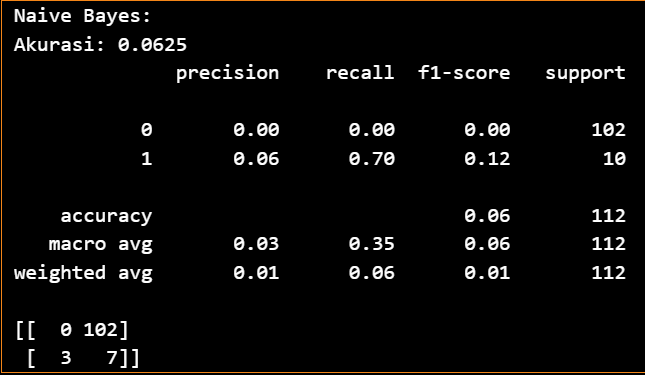 Naive Bayes:
Akurasi: 0.0625
              precision    recall  f1-score   support

           0       0.00      0.00      0.00       102
           1       0.06      0.70      0.12        10

    accuracy                           0.06       112
   macro avg       0.03      0.35      0.06       112
weighted avg       0.01      0.06      0.01       112

[[  0 102]
 [  3   7]]